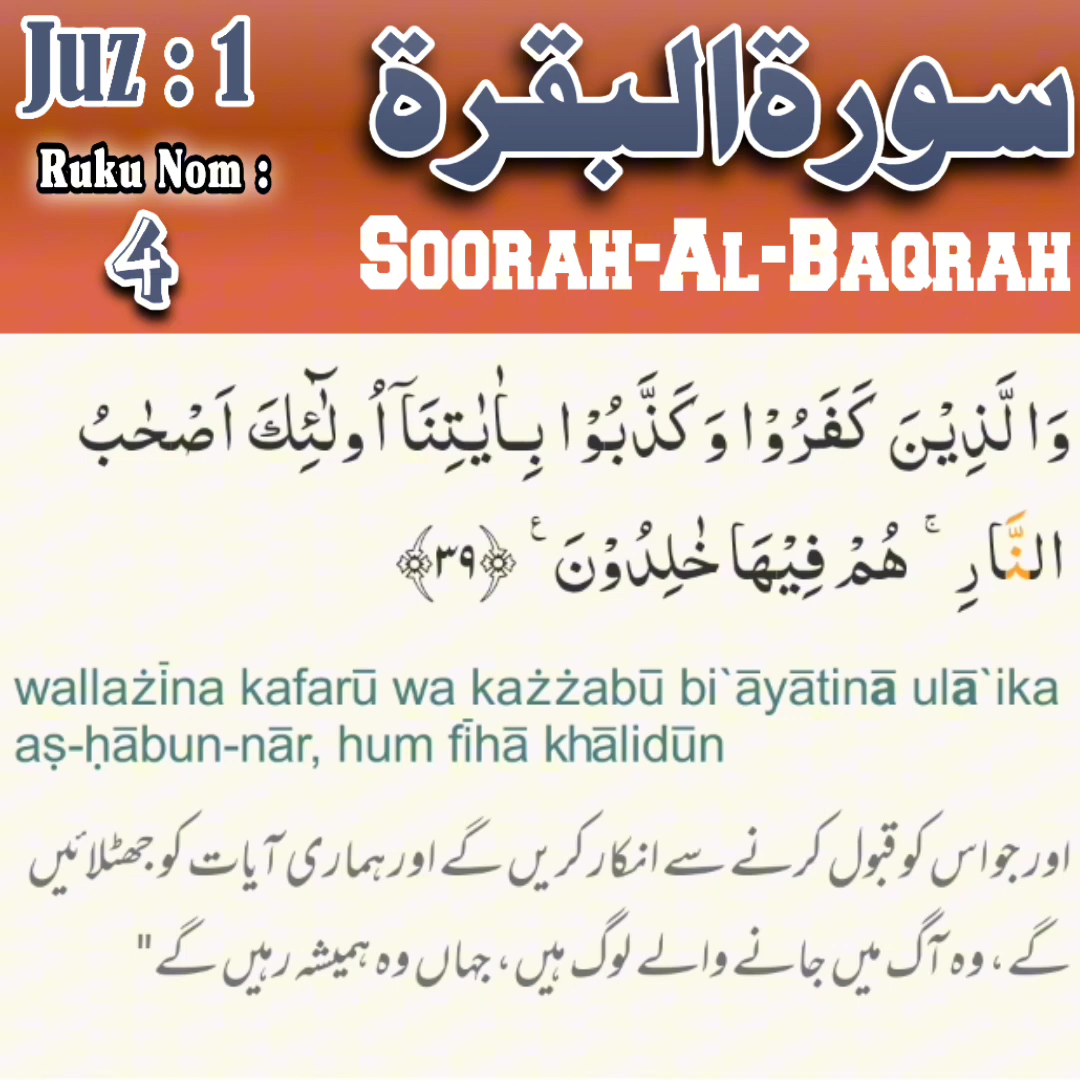 Juz : 1
سورة البقرة
Ruku Nom :
4
SOORAH-AL-BAQRAH
وَالَّذِيْنَ كَفَرُوْا وَكَذَّبُوْا بِاٰيٰتِنَآ اُولٰٓئِكَ اَصْحٰبُ
النَّارِ ۚ هُمْ فِيْهَا خٰلِدُوْنَ ۧ ﴿۳۹﴾
wallażīna kafarū wa każżabū bi`āyātinā ulā`ika
aṣ-ḥābun-nār, hum fīhā khālidūn
اور جو اس کو قبول کرنے سے انکار کریں گے اور ہماری آیات کو جھٹلائیں
گے، وہ آگ میں جانے والے لوگ ہیں، جہاں وہ ہمیشہ رہیں گے"